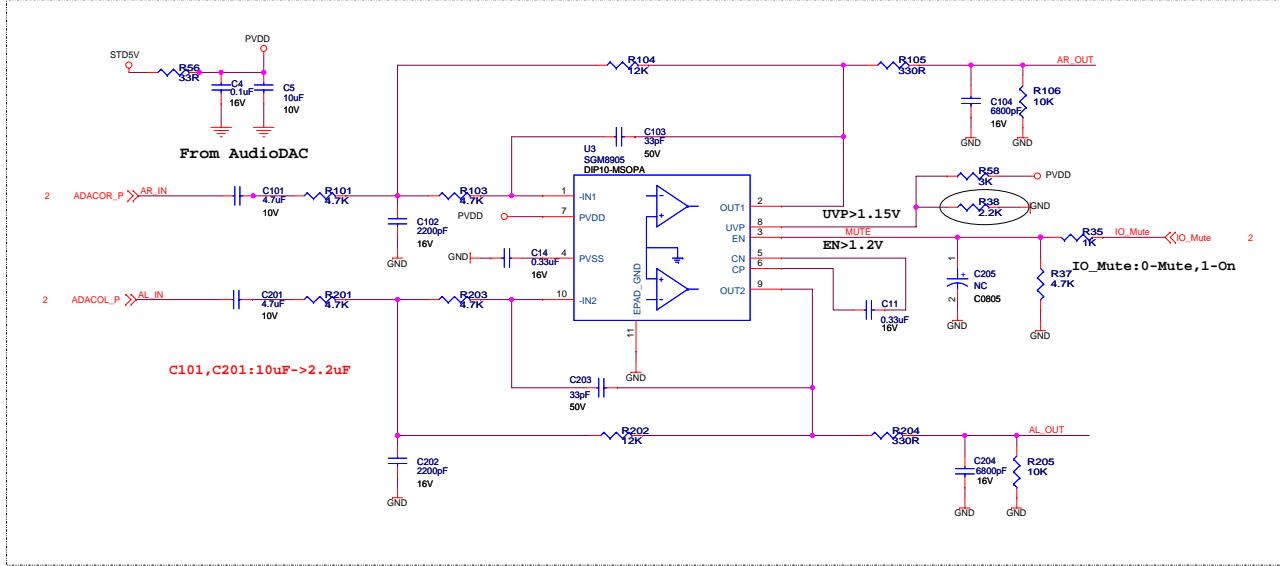 STD5V
PVDD
R56
33R
C4
0.1uF
16V
C5
10uF
10V
From AudioDAC
R104
12K
R105
330R
AR_OUT
C104
6800pF
16V
R106
10K
GND
GND
C103
33pF
50V
U3
SGM8905
DIP10-MSOPA
2
ADACOR_P
AR_IN
C101
4.7uF
10V
R101
4.7K
R103
4.7K
C102
2200pF
16V
GND
PVDD
GND
C14
0.33uF
16V
1
7
4
10
-IN1
PVDD
PVSS
-IN2
EPAD_GND
11
GND
OUT1
UVP
EN
CN
CP
OUT2
2
8
3
5
6
9
UVP>1.15V
MUTE
EN>1.2V
R58
3K
PVDD
R38
2.2K
GND
R35
1K
IO_Mute
IO_Mute
2
IO_Mute:0-Mute,1-On
1
+
2
C205
NC
C0805
GND
R37
4.7K
GND
C11
0.33uF
16V
2
ADACOL_P
AL_IN
C201
4.7uF
10V
R201
4.7K
R203
4.7K
C101,C201:10uF->2.2uF
C203
33pF
50V
R202
12K
R204
330R
AL_OUT
C202
2200pF
16V
GND
C204
6800pF
16V
R205
10K
GND
GND